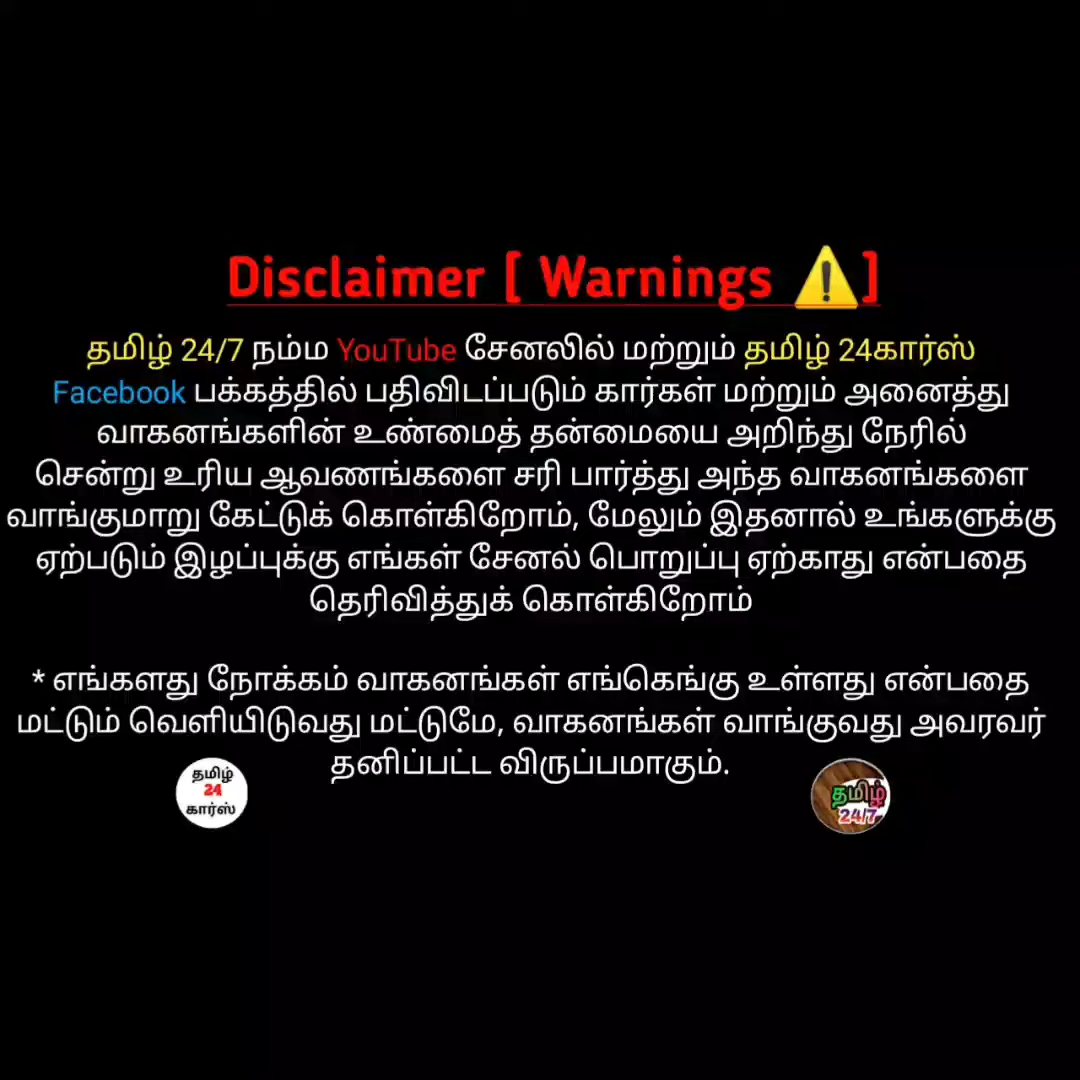 Disclaimer [ Warnings ⚠️]
தமிழ் 24/7 நம்ம YouTube சேனலில் மற்றும் தமிழ் 24கார்ஸ்
Facebook பக்கத்தில் பதிவிடப்படும் கார்கள் மற்றும் அனைத்து
வாகனங்களின் உண்மைத் தன்மையை அறிந்து நேரில்
சென்று உரிய ஆவணங்களை சரி பார்த்து அந்த வாகனங்களை
வாங்குமாறு கேட்டுக் கொள்கிறோம், மேலும் இதனால் உங்களுக்கு
ஏற்படும் இழப்புக்கு எங்கள் சேனல் பொறுப்பு ஏற்காது என்பதை
தெரிவித்துக் கொள்கிறோம்
* எங்களது நோக்கம் வாகனங்கள் எங்கெங்கு உள்ளது என்பதை
மட்டும் வெளியிடுவது மட்டுமே, வாகனங்கள் வாங்குவது அவரவர்
தனிப்பட்ட விருப்பமாகும்.
தமிழ்
24
கார்ஸ்
தமிழ்
24/7